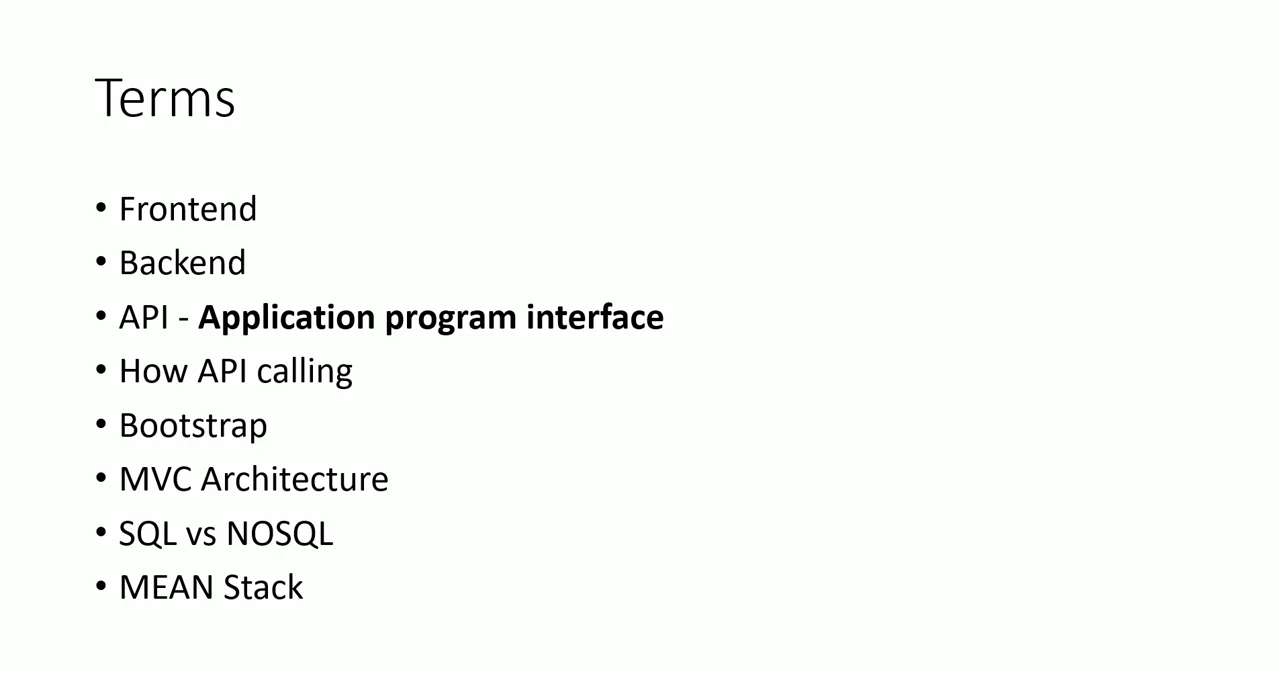 Terms
• Frontend
• Backend
• API - Application program interface
• How API calling
• Bootstrap
• MVC Architecture
• SQL vs NOSQL
• MEAN Stack